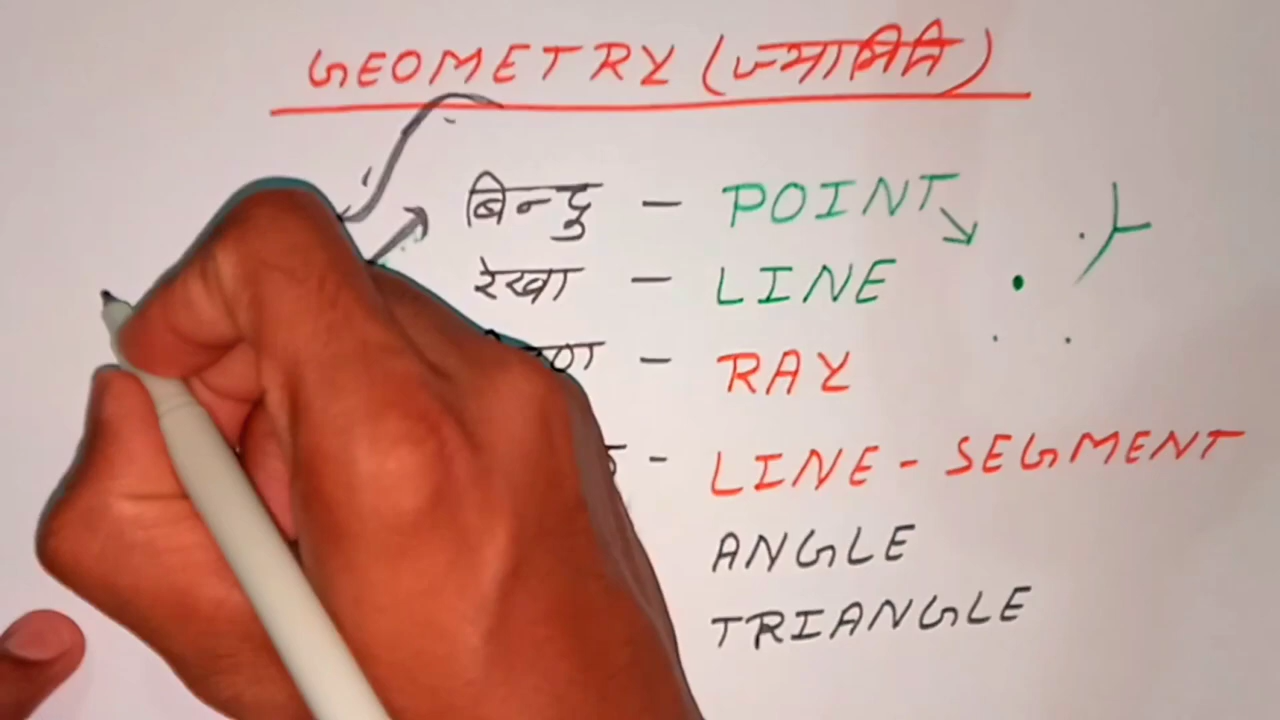 GEOMETRY (ज्यामिति)
बिन्दु - POINT
रेखा - LINE
- RAY
- LINE-SEGMENT
ANGLE
TRIANGLE